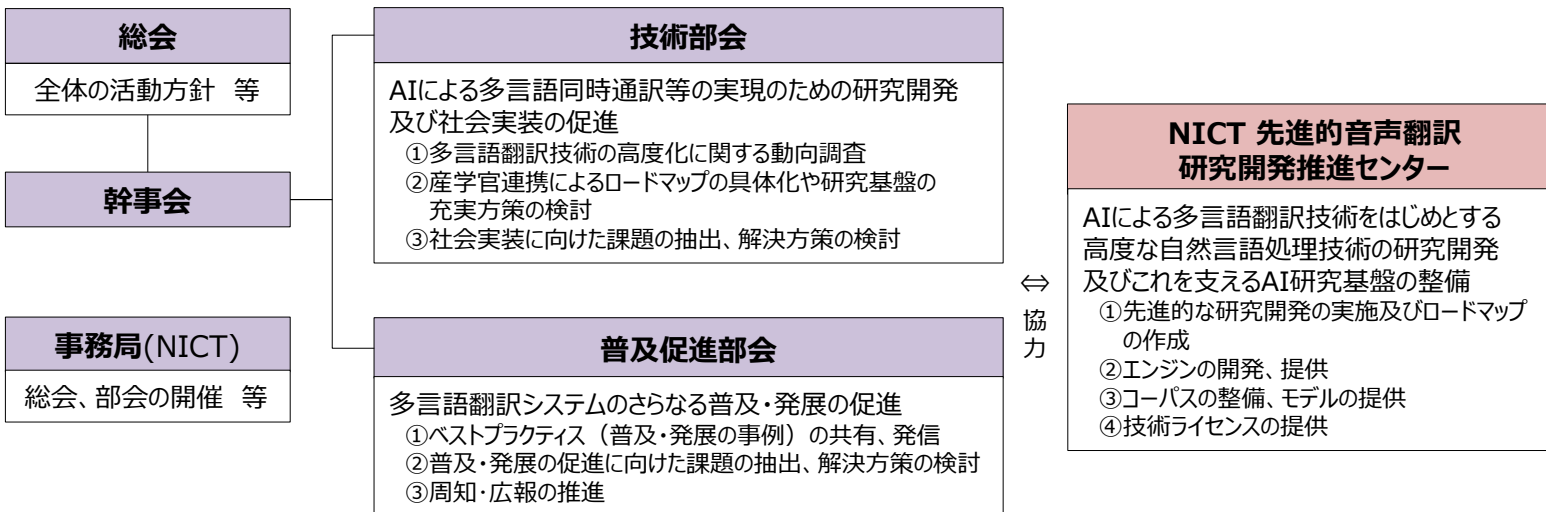 総会
全体の活動方針　等
幹事会
事務局(NICT)
総会、部会の開催　等
技術部会
AIによる多言語同時通訳等の実現のための研究開発
及び社会実装の促進
①多言語翻訳技術の高度化に関する動向調査
②産学官連携によるロードマップの具体化や研究基盤の
充実方策の検討
③社会実装に向けた課題の抽出、解決方策の検討
普及促進部会
多言語翻訳システムのさらなる普及・発展の促進
①ベストプラクティス（普及・発展の事例）の共有、発信
②普及・発展の促進に向けた課題の抽出、解決方策の検討
③周知・広報の推進
⇔
協
力
NICT 先進的音声翻訳
研究開発推進センター
AIによる多言語翻訳技術をはじめとする
高度な自然言語処理技術の研究開発
及びこれを支えるAI研究基盤の整備
①先進的な研究開発の実施及びロードマップ
の作成
②エンジンの開発、提供
③コーパスの整備、モデルの提供
④技術ライセンスの提供